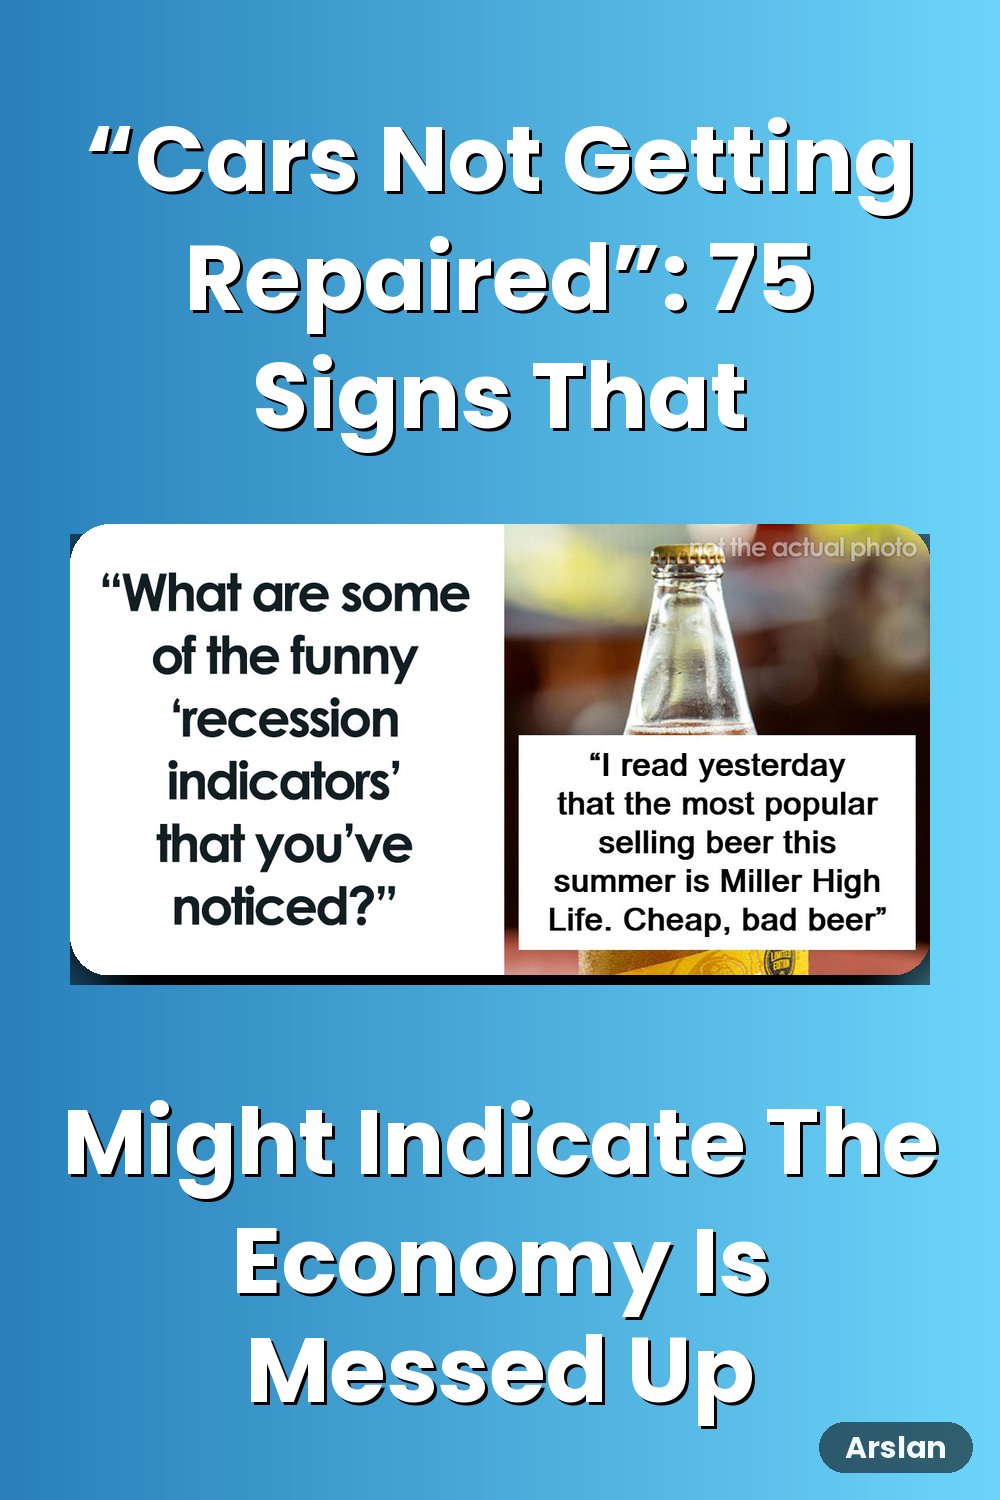 “Cars Not Getting
Repaired”: 75
Signs That
not the actual photo
“What are some
of the funny
‘recession
indicators’
that you’ve
noticed?”
“I read yesterday
that the most popular
selling beer this
summer is Miller High
Life. Cheap, bad beer”
LIMITED
EDITION
Might Indicate The
Economy Is
Messed Up
Arslan